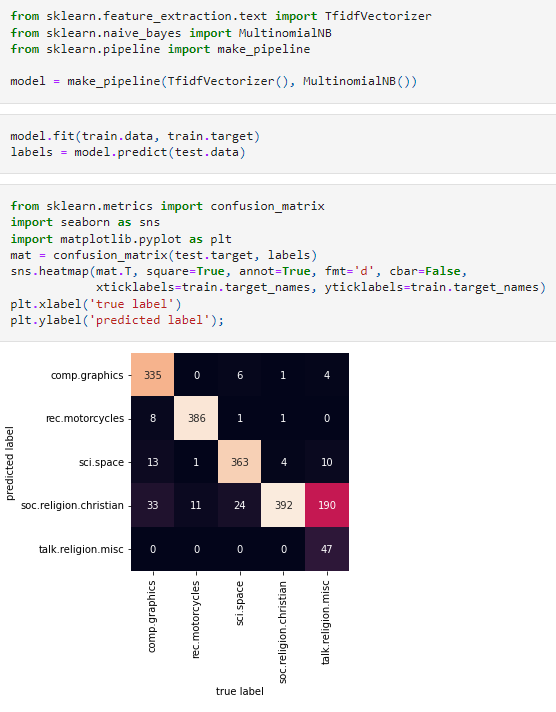 from sklearn.feature_extraction.text import TfidfVectorizer
from sklearn.naive_bayes import MultinomialNB
from sklearn.pipeline import make_pipeline
model = make_pipeline(TfidfVectorizer(), MultinomialNB())
model.fit(train.data, train.target)
labels = model.predict(test.data)
from sklearn.metrics import confusion_matrix
import seaborn as sns
import matplotlib.pyplot as plt
mat = confusion_matrix(test.target, labels)
sns.heatmap(mat.T, square=True, annot=True, fmt='d', cbar=False,
            xticklabels=train.target_names, yticklabels=train.target_names)
plt.xlabel('true label')
plt.ylabel('predicted label');
predicted label
comp.graphics 335 0 6 1 4
rec.motorcycles 8 386 1 1 0
sci.space 13 1 363 4 10
soc.religion.christian 33 11 24 392 190
talk.religion.misc 0 0 0 0 47
comp.graphics
rec.motorcycles
sci.space
soc.religion.christian
talk.religion.misc
true label